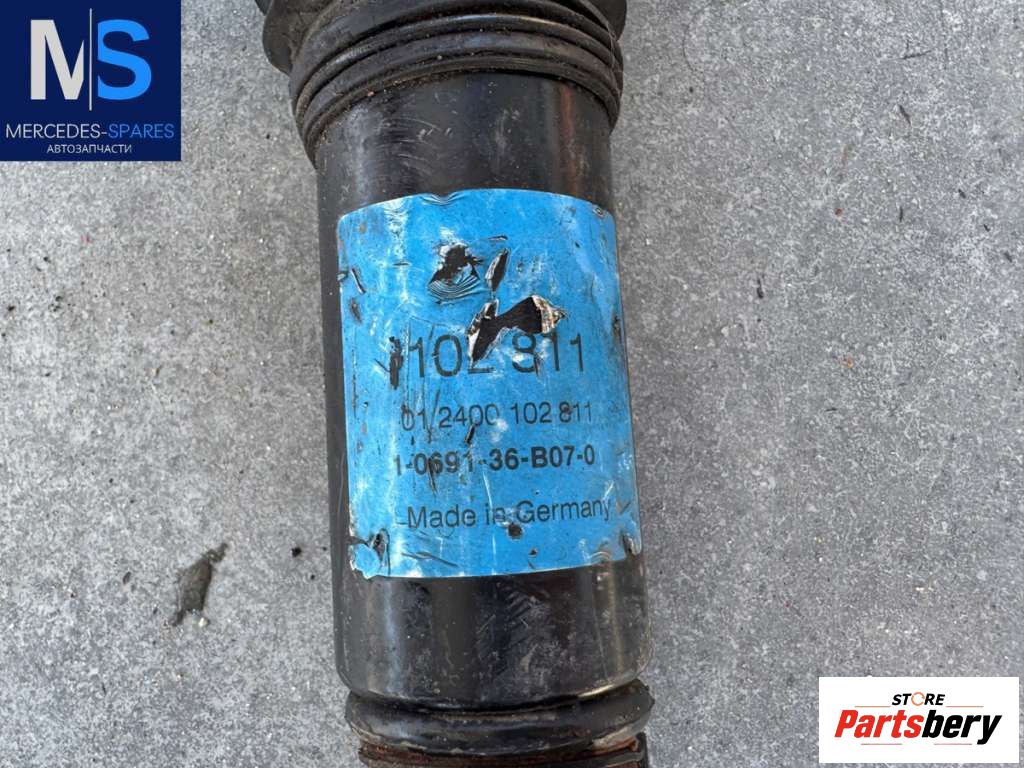 MS
MERCEDES-SPARES
АВТОЗАПЧАСТИ
102 811
01 2400 102 811
1-0691-36-B07-0
Made in Germany
STORE
Partsbery